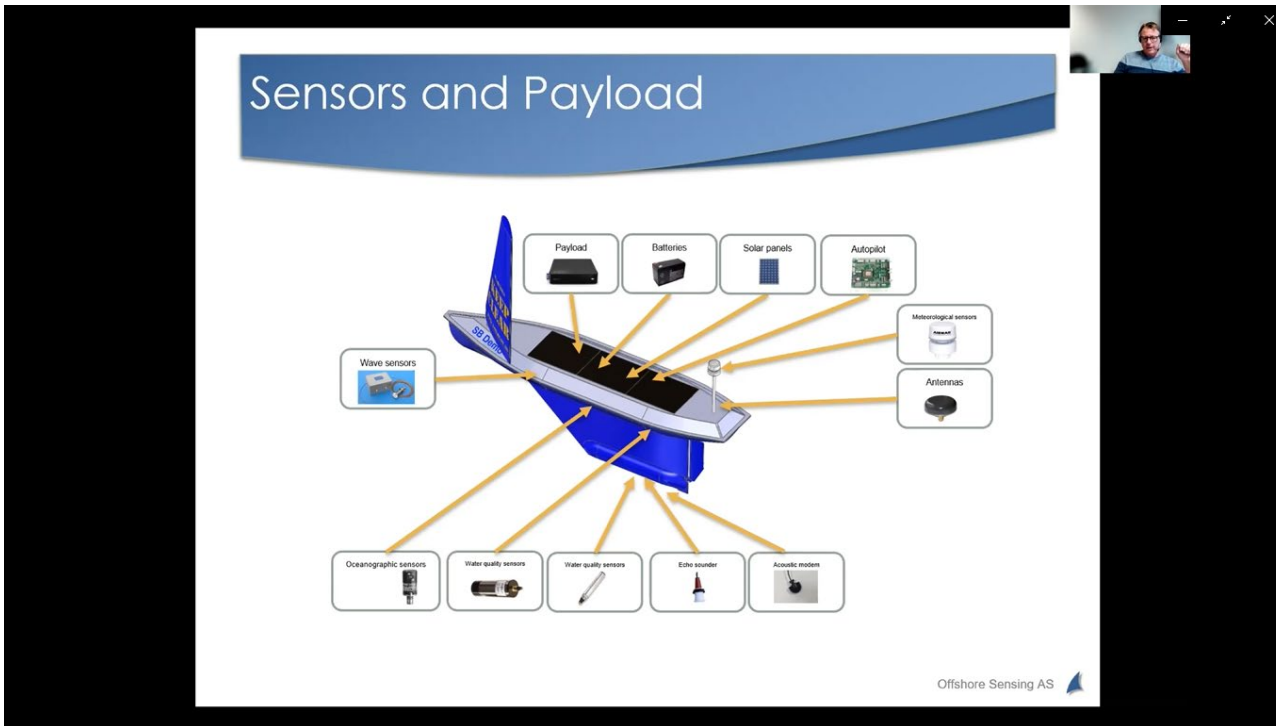 Sensors and Payload
Payload
Batteries
Solar panels
Autopilot
Meteorological sensors
Antennas
Wave sensors
SB Demo
Oceanographic sensors
Water quality sensors
Water quality sensors
Echo sounder
Acoustic modem
Offshore Sensing AS